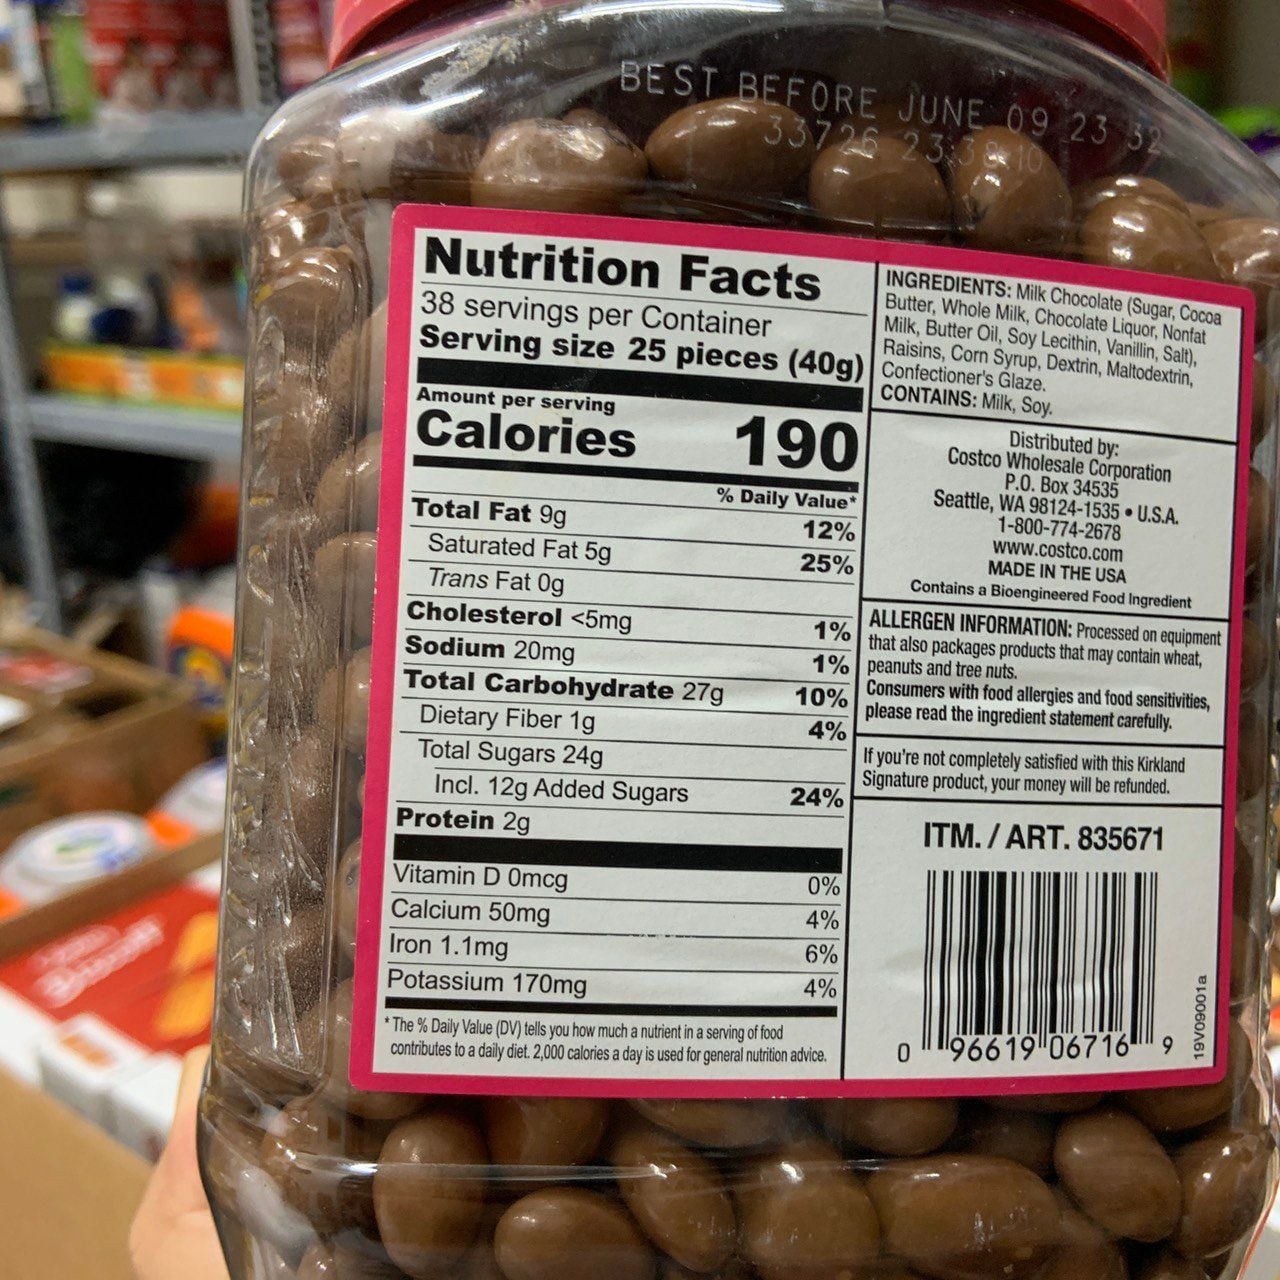 BEST BEFORE JUNE 09 23 32
Nutrition Facts
38 servings per Container
Serving size 25 pieces (40g)
Amount per serving
Calories 190
% Daily Value*
Total Fat 9g 12%
Saturated Fat 5g 25%
Trans Fat 0g
Cholesterol <5mg 1%
Sodium 20mg 1%
Total Carbohydrate 27g 10%
Dietary Fiber 1g 4%
Total Sugars 24g
Incl. 12g Added Sugars 24%
Protein 2g
Vitamin D 0mcg 0%
Calcium 50mg 4%
Iron 1.1mg 6%
Potassium 170mg 4%
* The % Daily Value (DV) tells you how much a nutrient in a serving of food
contributes to a daily diet. 2,000 calories a day is used for general nutrition advice.
INGREDIENTS: Milk Chocolate (Sugar, Cocoa
Butter, Whole Milk, Chocolate Liquor, Nonfat
Milk, Butter Oil, Soy Lecithin, Vanillin, Salt),
Raisins, Corn Syrup, Dextrin, Maltodextrin,
Confectioner's Glaze.
CONTAINS: Milk, Soy.
Distributed by:
Costco Wholesale Corporation
P.O. Box 34535
Seattle, WA 98124-1535 • U.S.A.
1-800-774-2678
www.costco.com
MADE IN THE USA
Contains a Bioengineered Food Ingredient
ALLERGEN INFORMATION: Processed on equipment
that also packages products that may contain wheat,
peanuts and tree nuts.
Consumers with food allergies and food sensitivities,
please read the ingredient statement carefully.
If you're not completely satisfied with this Kirkland
Signature product, your money will be refunded.
ITM. / ART. 835671
0 96619 06716 9
19V09001a